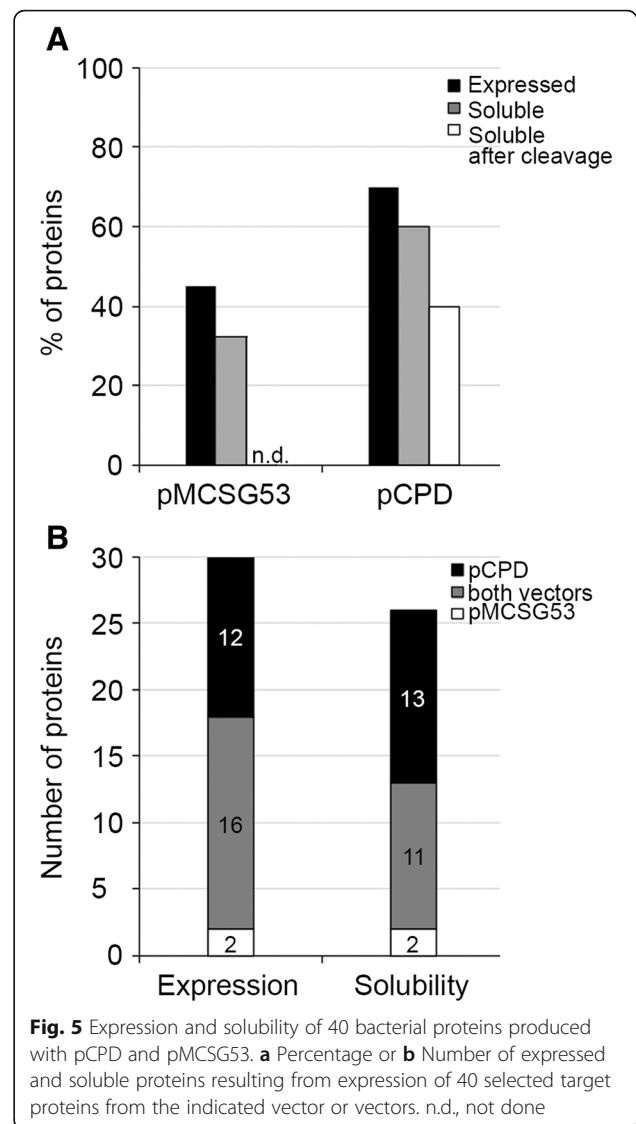 A
100
80
60
40
20
0
% of proteins
Expressed
Soluble
Soluble
after cleavage
n.d.
pMCSG53
pCPD
B
30
25
20
15
10
5
0
Number of proteins
pCPD
both vectors
pMCSG53
12
16
2
13
11
2
Expression
Solubility
Fig. 5 Expression and solubility of 40 bacterial proteins produced
with pCPD and pMCSG53. a Percentage or b Number of expressed
and soluble proteins resulting from expression of 40 selected target
proteins from the indicated vector or vectors. n.d., not done